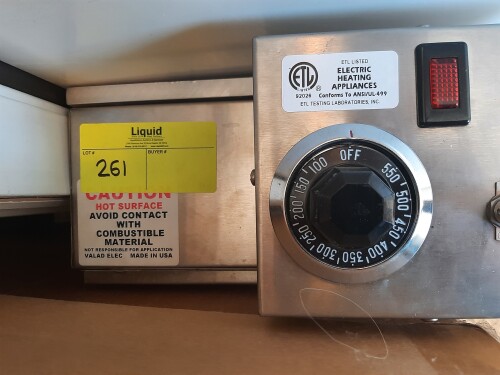 ETL LISTED
ELECTRIC
HEATING
APPLIANCES
Conforms To ANSI/UL-499
ETL TESTING LABORATORIES, INC.
ETL
92026
Liquid
LOT #
BUYER #
261
CAUTION
HOT SURFACE
AVOID CONTACT
WITH
COMBUSTIBLE
MATERIAL
NOT RESPONSIBLE FOR APPLICATION
VALAD ELEC MADE IN USA
OFF
550
500
450
400
350
300
250
200
150
100